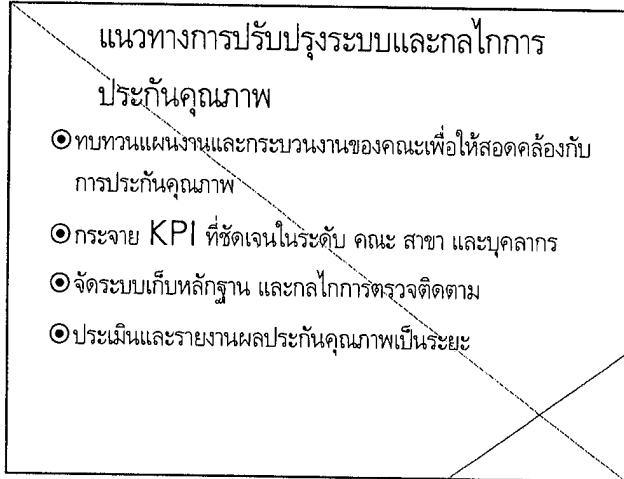 แนวทางการปรับปรุงระบบและกลไกการ
ประกันคุณภาพ
ทบทวนแผนงานและกระบวนงานของคณะเพื่อให้สอดคล้องกับ
การประกันคุณภาพ
กระจาย KPI ที่ชัดเจนในระดับ คณะ สาขา และบุคลากร
จัดระบบเก็บหลักฐาน และกลไกการตรวจติดตาม
ประเมินและรายงานผลประกันคุณภาพเป็นระยะ